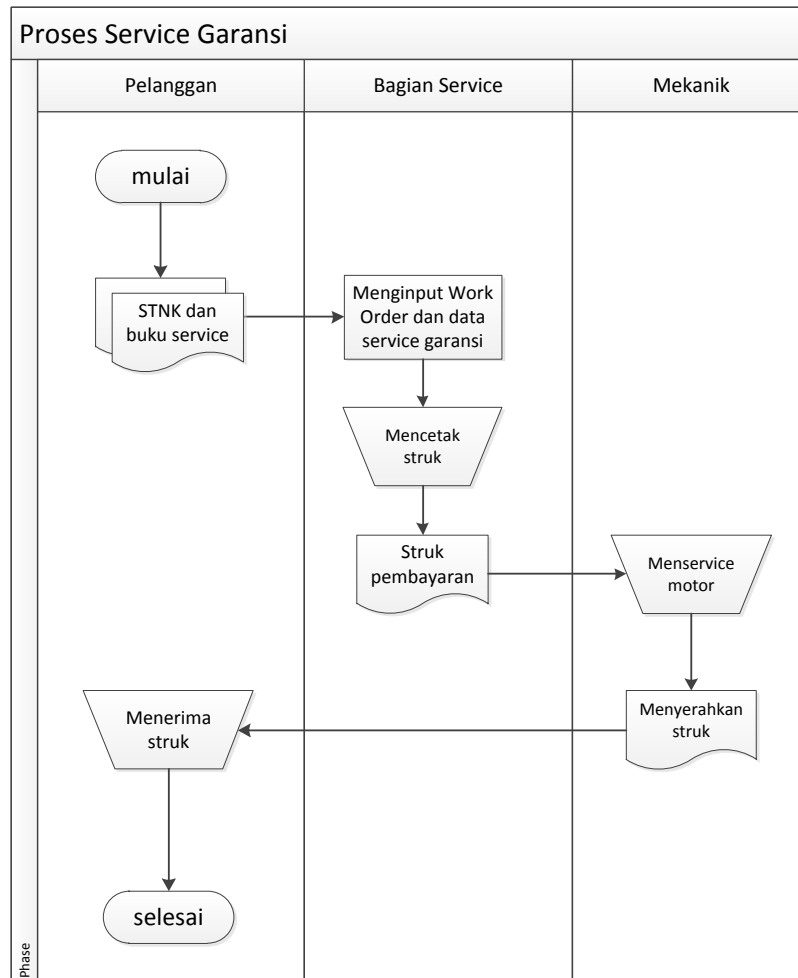 Proses Service Garansi
Pelanggan
Bagian Service
Mekanik
mulai
STNK dan
buku service
Menginput Work
Order dan data
service garansi
Mencetak
struk
Struk
pembayaran
Menservice
motor
Menyerahkan
struk
Menerima
struk
selesai
Phase